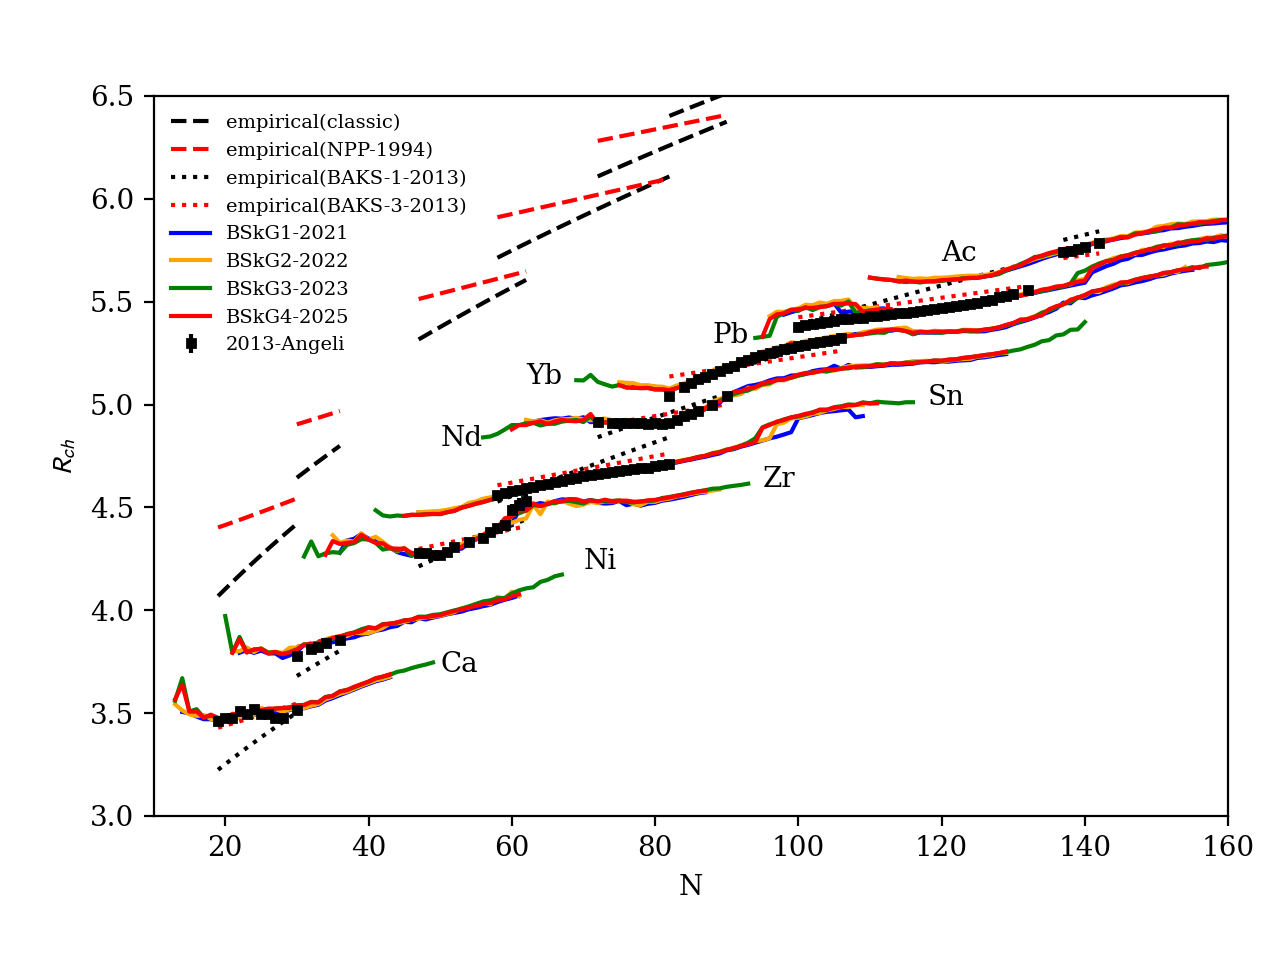 6.5
6.0
5.5
5.0
4.5
4.0
3.5
3.0
R_ch
empirical(classic)
empirical(NPP-1994)
empirical(BAKS-1-2013)
empirical(BAKS-3-2013)
BSkG1-2021
BSkG2-2022
BSkG3-2023
BSkG4-2025
2013-Angeli
Ac
Pb
Yb
Sn
Nd
Zr
Ni
Ca
20 40 60 80 100 120 140 160
N